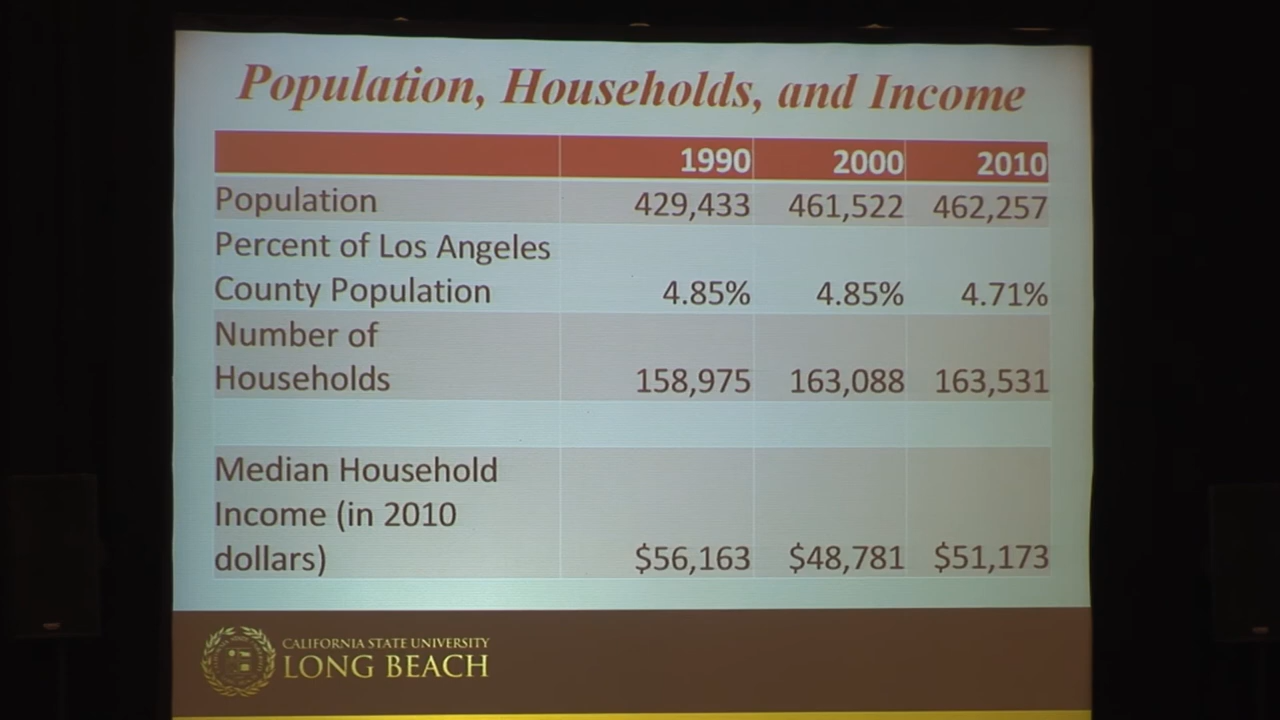 Population, Households, and Income
1990 2000 2010
Population 429,433 461,522 462,257
Percent of Los Angeles
County Population 4.85% 4.85% 4.71%
Number of
Households 158,975 163,088 163,531
Median Household
Income (in 2010
dollars) $56,163 $48,781 $51,173
CALIFORNIA STATE UNIVERSITY
LONG BEACH